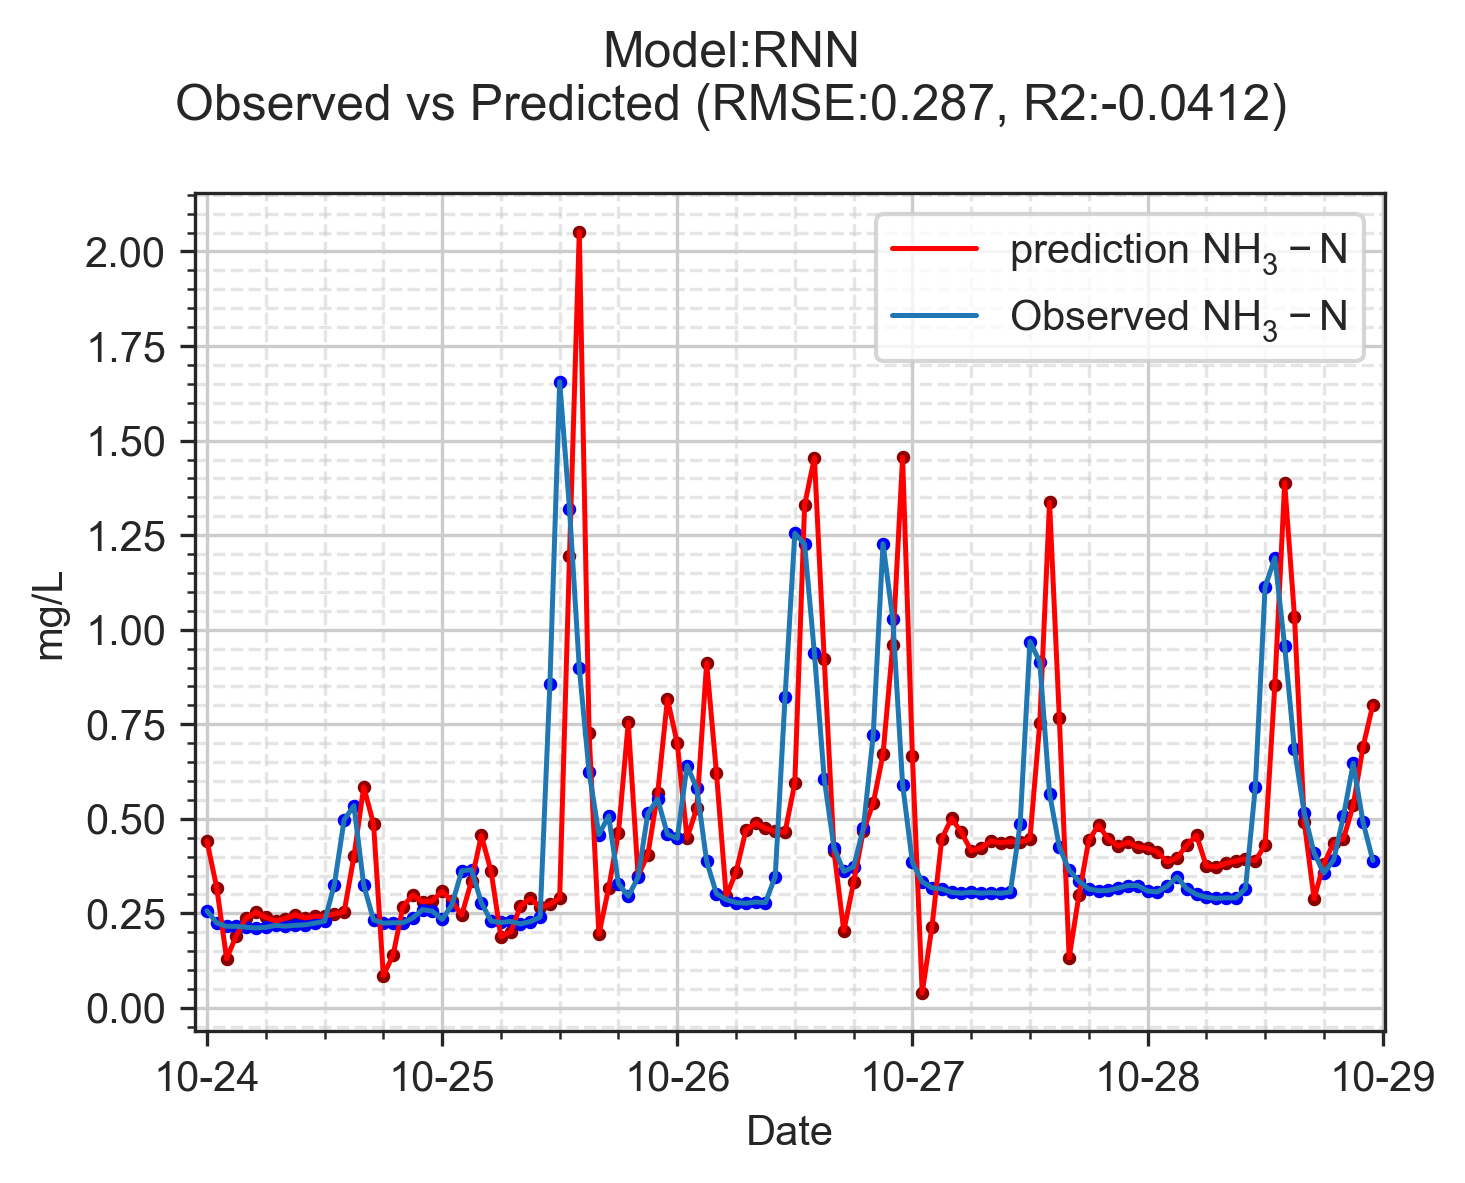 Model:RNN
Observed vs Predicted (RMSE:0.287, R2:-0.0412)
prediction NH₃ − N
Observed NH₃ − N
2.00
1.75
1.50
1.25
1.00
0.75
0.50
0.25
0.00
mg/L
10-24 10-25 10-26 10-27 10-28 10-29
Date